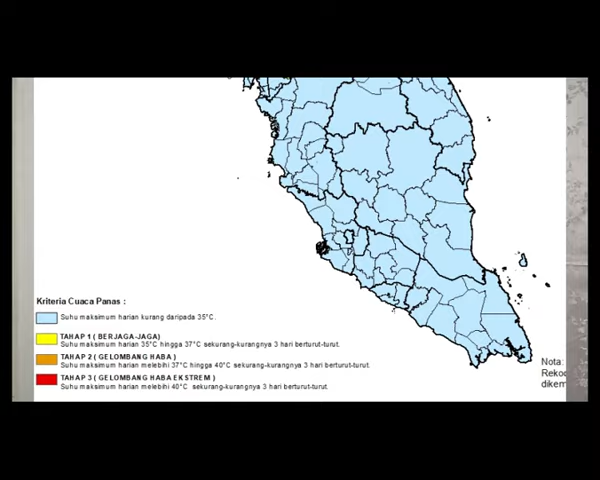 Kriteria Cuaca Panas :
Suhu maksimum harian kurang daripada 35°C.
TAHAP 1 ( BERJAGA-JAGA)
Suhu maksimum harian 35°C hingga 37°C sekurang-kurangnya 3 hari berturut-turut.
TAHAP 2 ( GELOMBANG HABA )
Suhu maksimum harian melebihi 37°C hingga 40°C sekurang-kurangnya 3 hari berturut-turut.
TAHAP 3 ( GELOMBANG HABA EKSTREM )
Suhu maksimum harian melebihi 40°C sekurang-kurangnya 3 hari berturut-turut.
Nota:
Reko
dikem